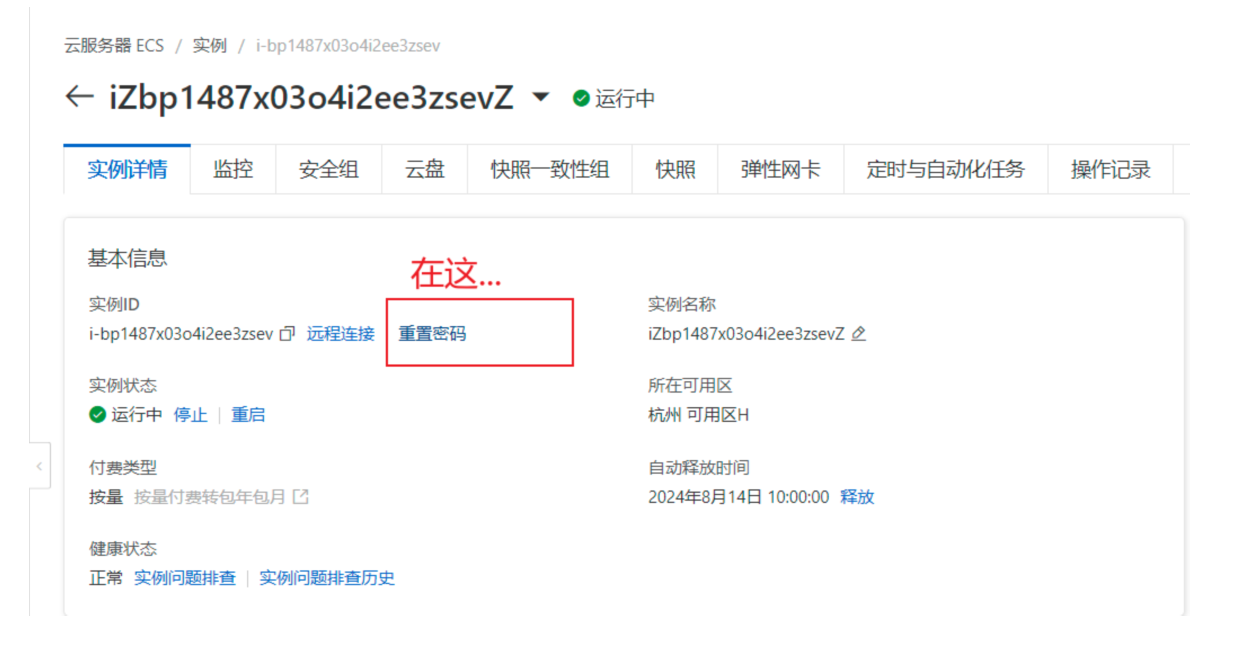 云服务器 ECS / 实例 / i-bp1487x03o4i2ee3zsev
← iZbp1487x03o4i2ee3zsevZ 运行中
实例详情 监控 安全组 云盘 快照一致性组 快照 弹性网卡 定时与自动化任务 操作记录
基本信息
在这...
实例ID 实例名称
i-bp1487x03o4i2ee3zsev 远程连接 重置密码 iZbp1487x03o4i2ee3zsevZ
实例状态 所在可用区
运行中 停止 | 重启 杭州 可用区H
付费类型 自动释放时间
按量 按量付费转包年包月 2024年8月14日 10:00:00 释放
健康状态
正常 实例问题排查 | 实例问题排查历史